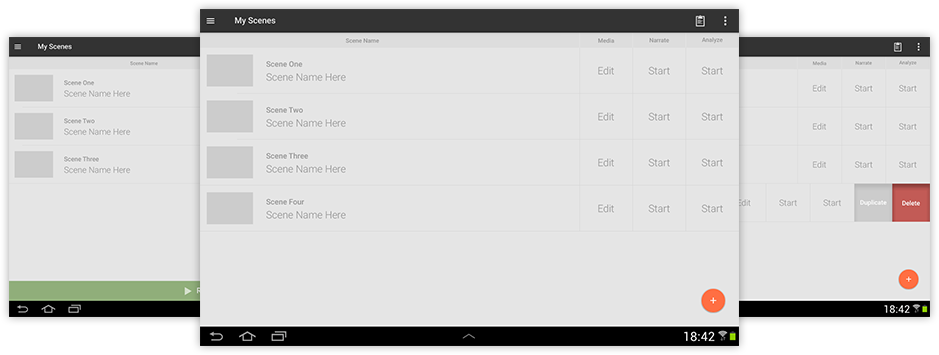 My Scenes
Scene Name
Scene One
Scene Name Here
Scene Two
Scene Name Here
Scene Three
Scene Name Here
My Scenes
Scene Name Media Narrate Analyze
Scene One
Scene Name Here Edit Start Start
Scene Two
Scene Name Here Edit Start Start
Scene Three
Scene Name Here Edit Start Start
Scene Four
Scene Name Here Edit Start Start
18:42
Media Narrate Analyze
Edit Start Start
Edit Start Start
Edit Start Start
Start Start Duplicate Delete
18:42